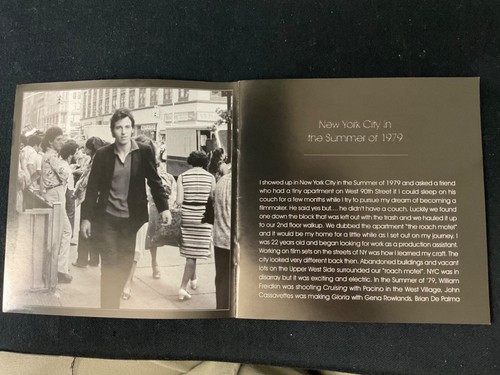 New York City in
the Summer of 1979
I showed up in New York City in the Summer of 1979 and asked a friend
who had a tiny apartment on West 90th Street if I could sleep on his
couch for a few months while I try to pursue my dream of becoming a
filmmaker. He said yes but.... he didn't have a couch. Luckily we found
one down the block that was left out with the trash and we hauled it up
to our 2nd floor walkup. We dubbed the apartment "the roach motel"
and it would be my home for a little while as I set out on my journey. I
was 22 years old and began looking for work as a production assistant.
Working on film sets on the streets of NY was how I learned my craft. The
city looked very different back then. Abandoned buildings and vacant
lots on the Upper West Side surrounded our "roach motel". NYC was in
disarray but it was exciting and electric. In the Summer of '79, William
Friedkin was shooting Cruising with Pacino in the West Village, John
Cassavettes was making Gloria with Gena Rowlands, Brian De Palma